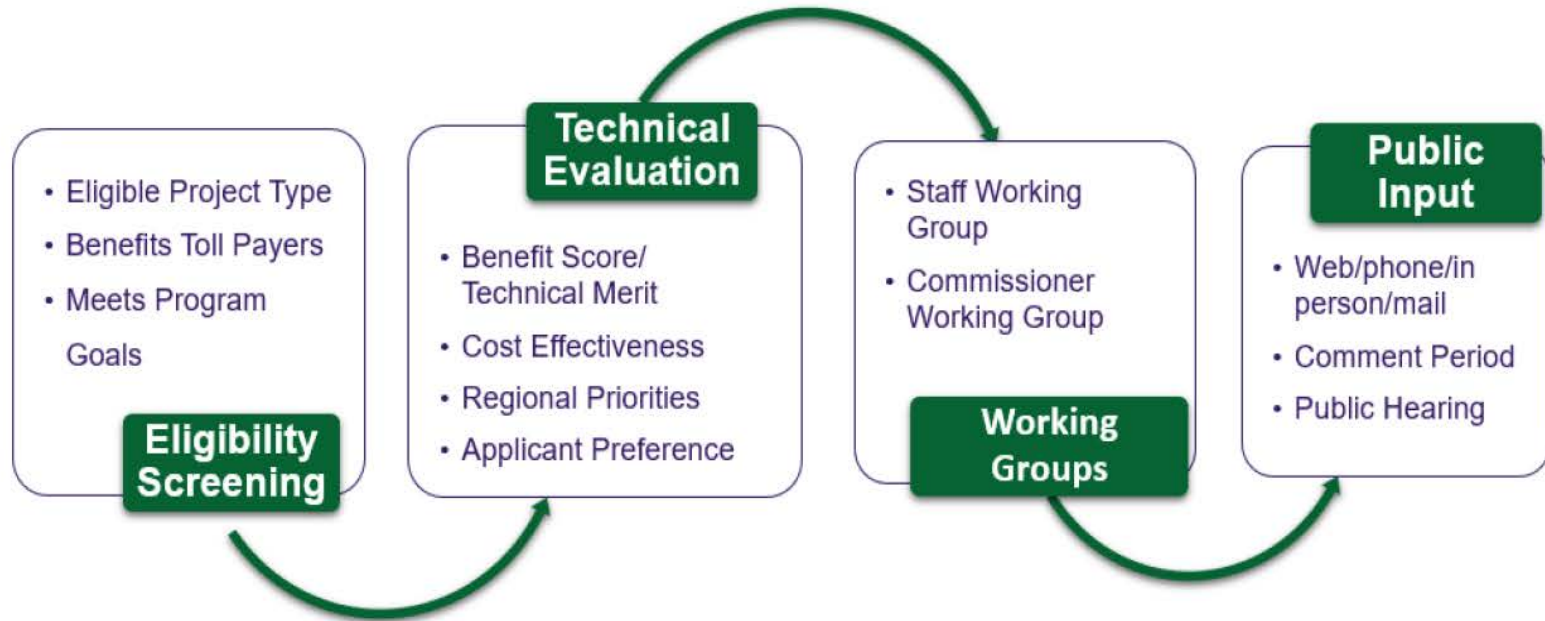 • Eligible Project Type
• Benefits Toll Payers
• Meets Program
Goals
Eligibility
Screening
Technical
Evaluation
• Benefit Score/
Technical Merit
• Cost Effectiveness
• Regional Priorities
• Applicant Preference
• Staff Working
Group
• Commissioner
Working Group
Working
Groups
Public
Input
• Web/phone/in
person/mail
• Comment Period
• Public Hearing